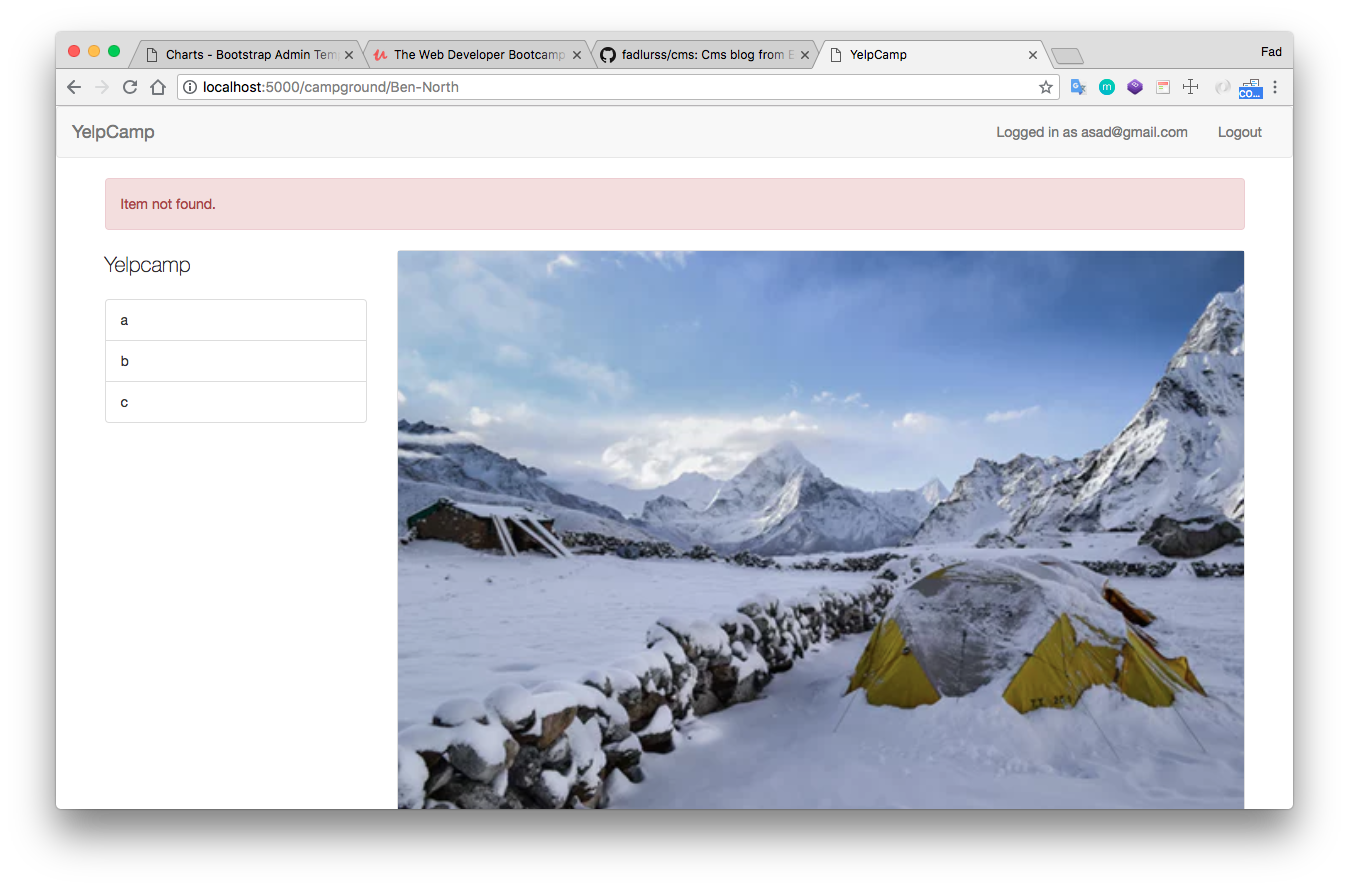 Charts - Bootstrap Admin Tem
The Web Developer Bootcamp
fadlurss/cms: Cms blog from E
YelpCamp
Fad
localhost:5000/campground/Ben-North
m
CO...
YelpCamp
Logged in as asad@gmail.com
Logout
Item not found.
Yelpcamp
a
b
c